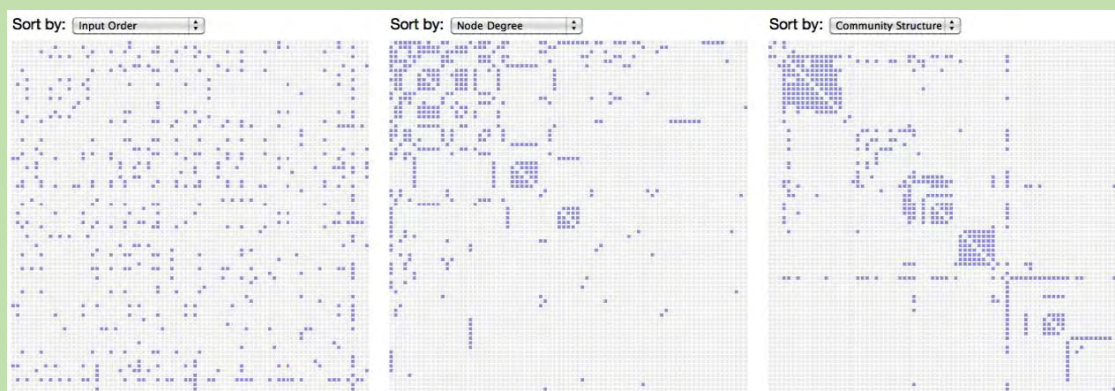 Sort by: Input Order
Sort by: Node Degree
Sort by: Community Structure